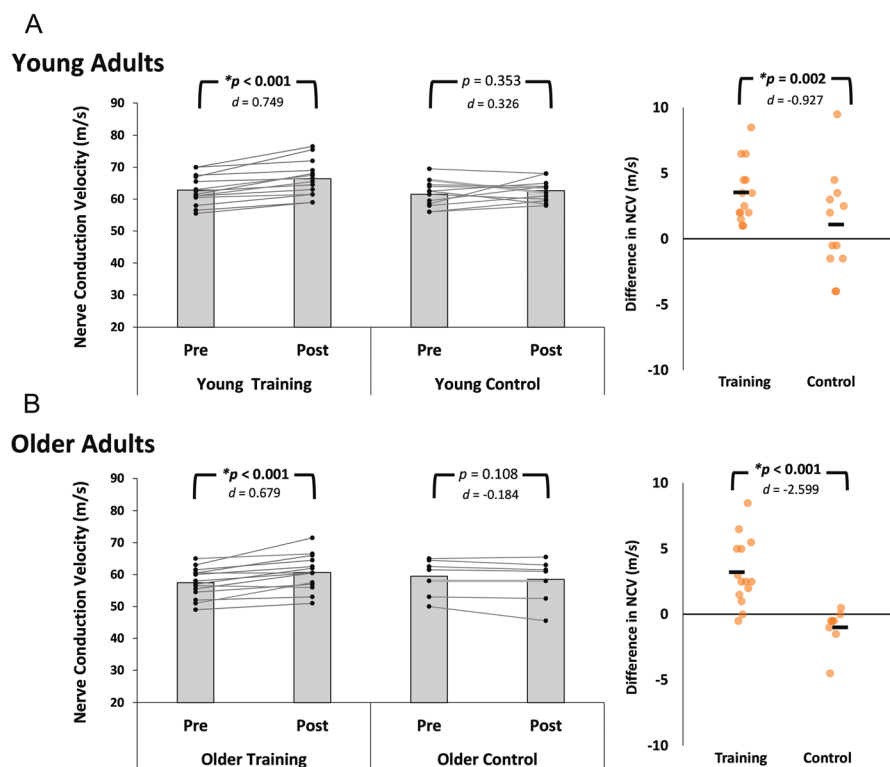 A
Young Adults
*p < 0.001
d = 0.749
p = 0.353
d = 0.326
Nerve Conduction Velocity (m/s)
90
80
70
60
50
40
30
20
Pre
Post
Pre
Post
Young Training
Young Control
*p = 0.002
d = -0.927
Difference in NCV (m/s)
10
5
0
-5
-10
Training
Control
B
Older Adults
*p < 0.001
d = 0.679
p = 0.108
d = -0.184
Nerve Conduction Velocity (m/s)
90
80
70
60
50
40
30
20
Pre
Post
Pre
Post
Older Training
Older Control
*p < 0.001
d = -2.599
Difference in NCV (m/s)
10
5
0
-5
-10
Training
Control